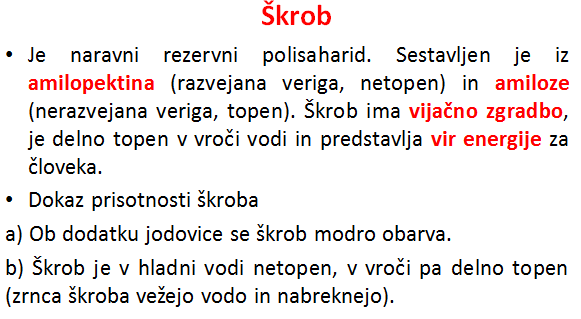 Škrob
• Je naravni rezervni polisaharid. Sestavljen je iz
amilopektina (razvejana veriga, netopen) in amiloze
(nerazvejana veriga, topen). Škrob ima vijačno zgradbo,
je delno topen v vroči vodi in predstavlja vir energije za
človeka.
• Dokaz prisotnosti škroba
a) Ob dodatku jodovice se škrob modro obarva.
b) Škrob je v hladni vodi netopen, v vroči pa delno topen
(zrnca škroba vežejo vodo in nabreknejo).